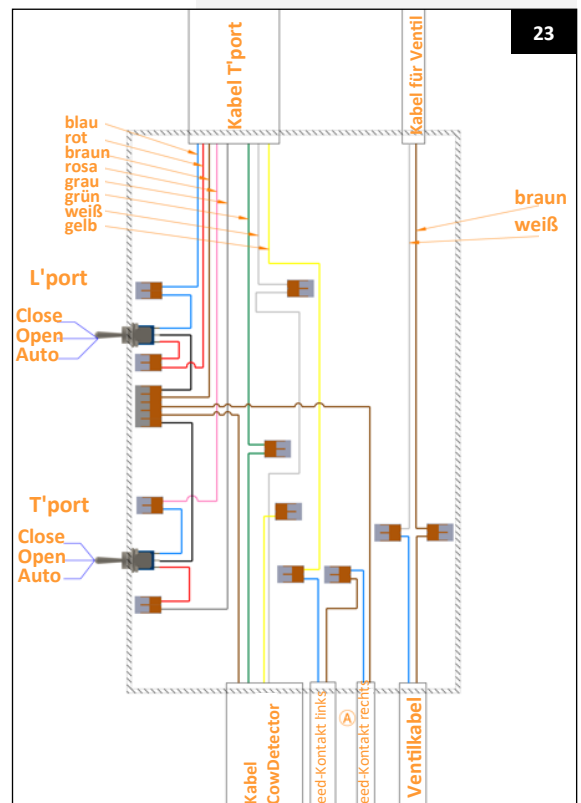 23
Kabel T'port
Kabel für Ventil
blau
rot
braun
rosa
grau
grün
weiß
gelb
braun
weiß
L'port
Close
Open
Auto
T'port
Close
Open
Auto
Kabel
CowDetector
eed-Kontakt links
A
eed-Kontakt rechts
Ventilkabel